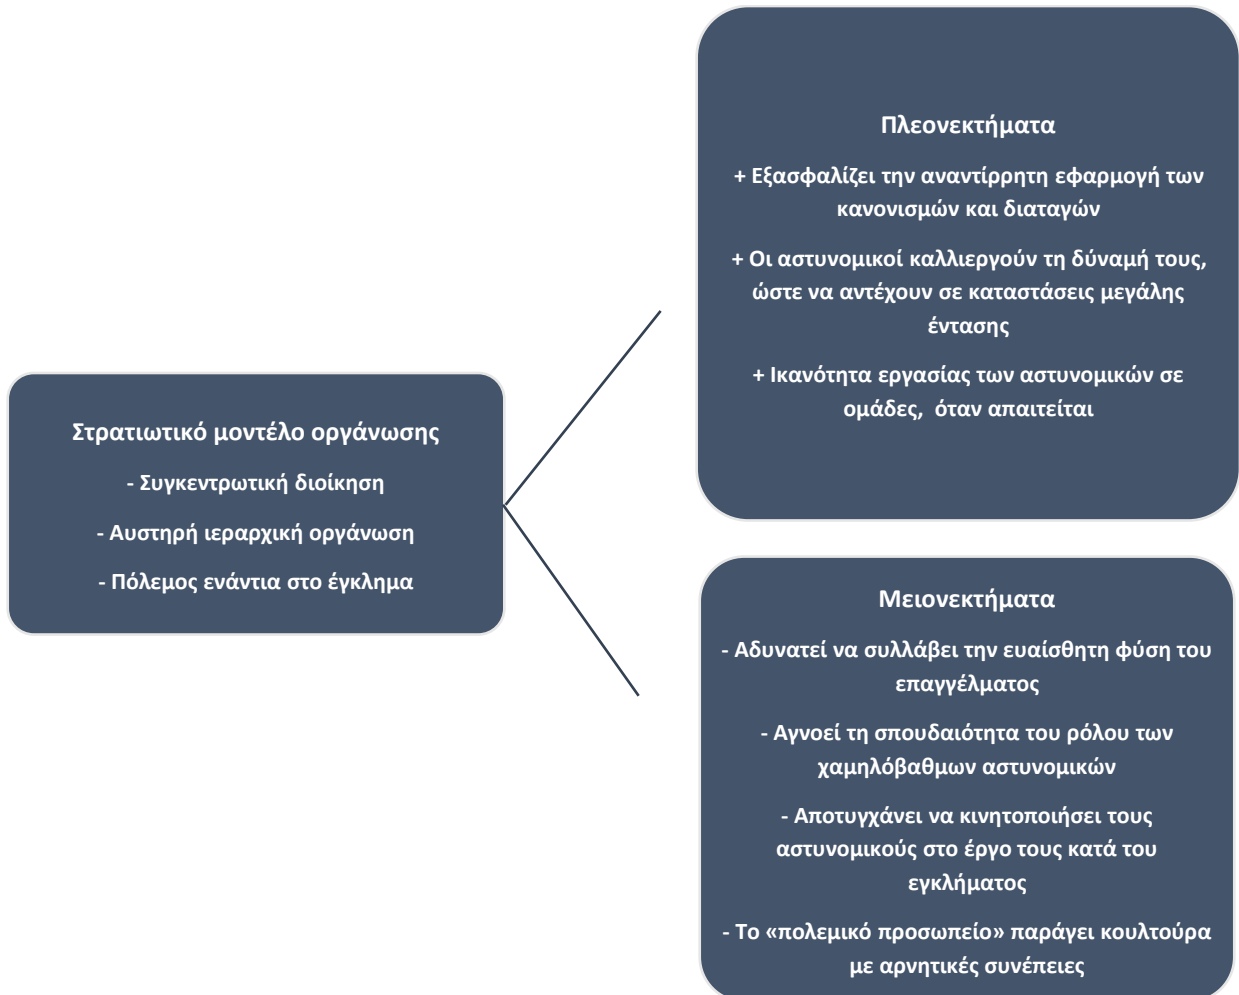 Στρατιωτικό μοντέλο οργάνωσης
- Συγκεντρωτική διοίκηση
- Αυστηρή ιεραρχική οργάνωση
- Πόλεμος ενάντια στο έγκλημα
Πλεονεκτήματα
+ Εξασφαλίζει την αναντίρρητη εφαρμογή των
κανονισμών και διαταγών
+ Οι αστυνομικοί καλλιεργούν τη δύναμή τους,
ώστε να αντέχουν σε καταστάσεις μεγάλης
έντασης
+ Ικανότητα εργασίας των αστυνομικών σε
ομάδες, όταν απαιτείται
Μειονεκτήματα
- Αδυνατεί να συλλάβει την ευαίσθητη φύση του
επαγγέλματος
- Αγνοεί τη σπουδαιότητα του ρόλου των
χαμηλόβαθμων αστυνομικών
- Αποτυγχάνει να κινητοποιήσει τους
αστυνομικούς στο έργο τους κατά του
εγκλήματος
- Το «πολεμικό προσωπείο» παράγει κουλτούρα
με αρνητικές συνέπειες